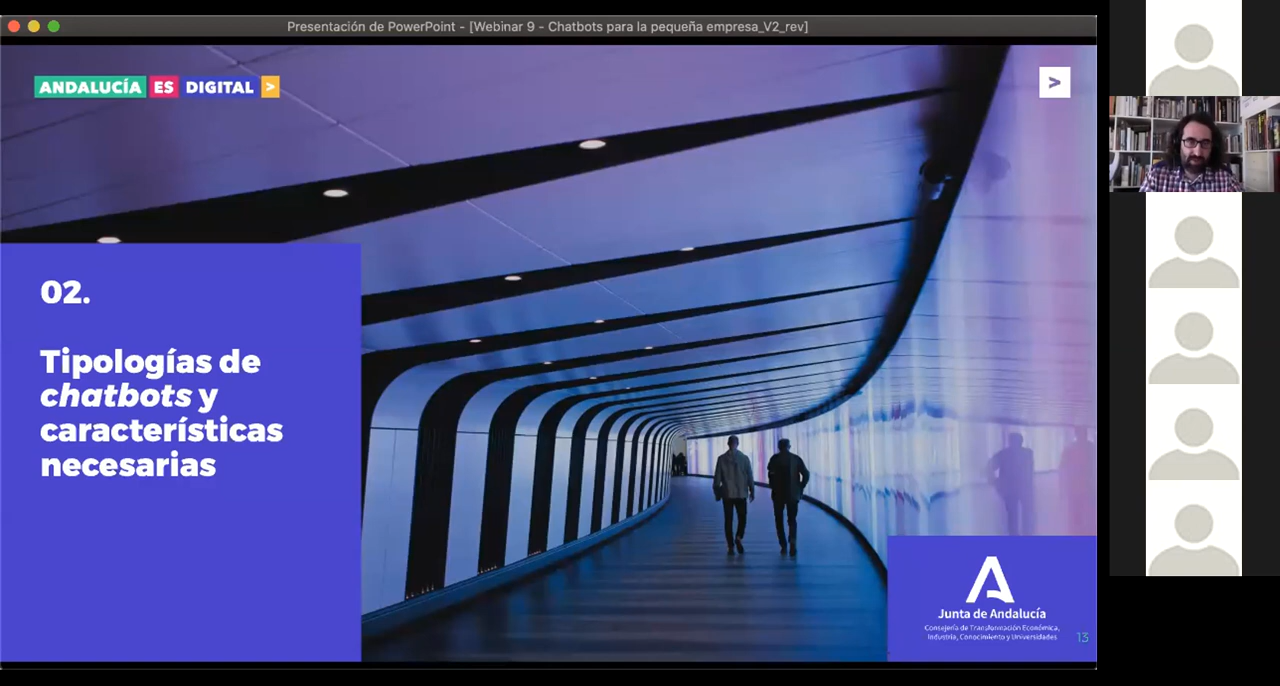 Presentación de PowerPoint - [Webinar 9 - Chatbots para la pequeña empresa_V2_rev]
ANDALUCÍA ES DIGITAL >
>
02.
Tipologías de
chatbots y
características
necesarias
Junta de Andalucía
Consejería de Transformación Económica,
Industria, Conocimiento y Universidades
13